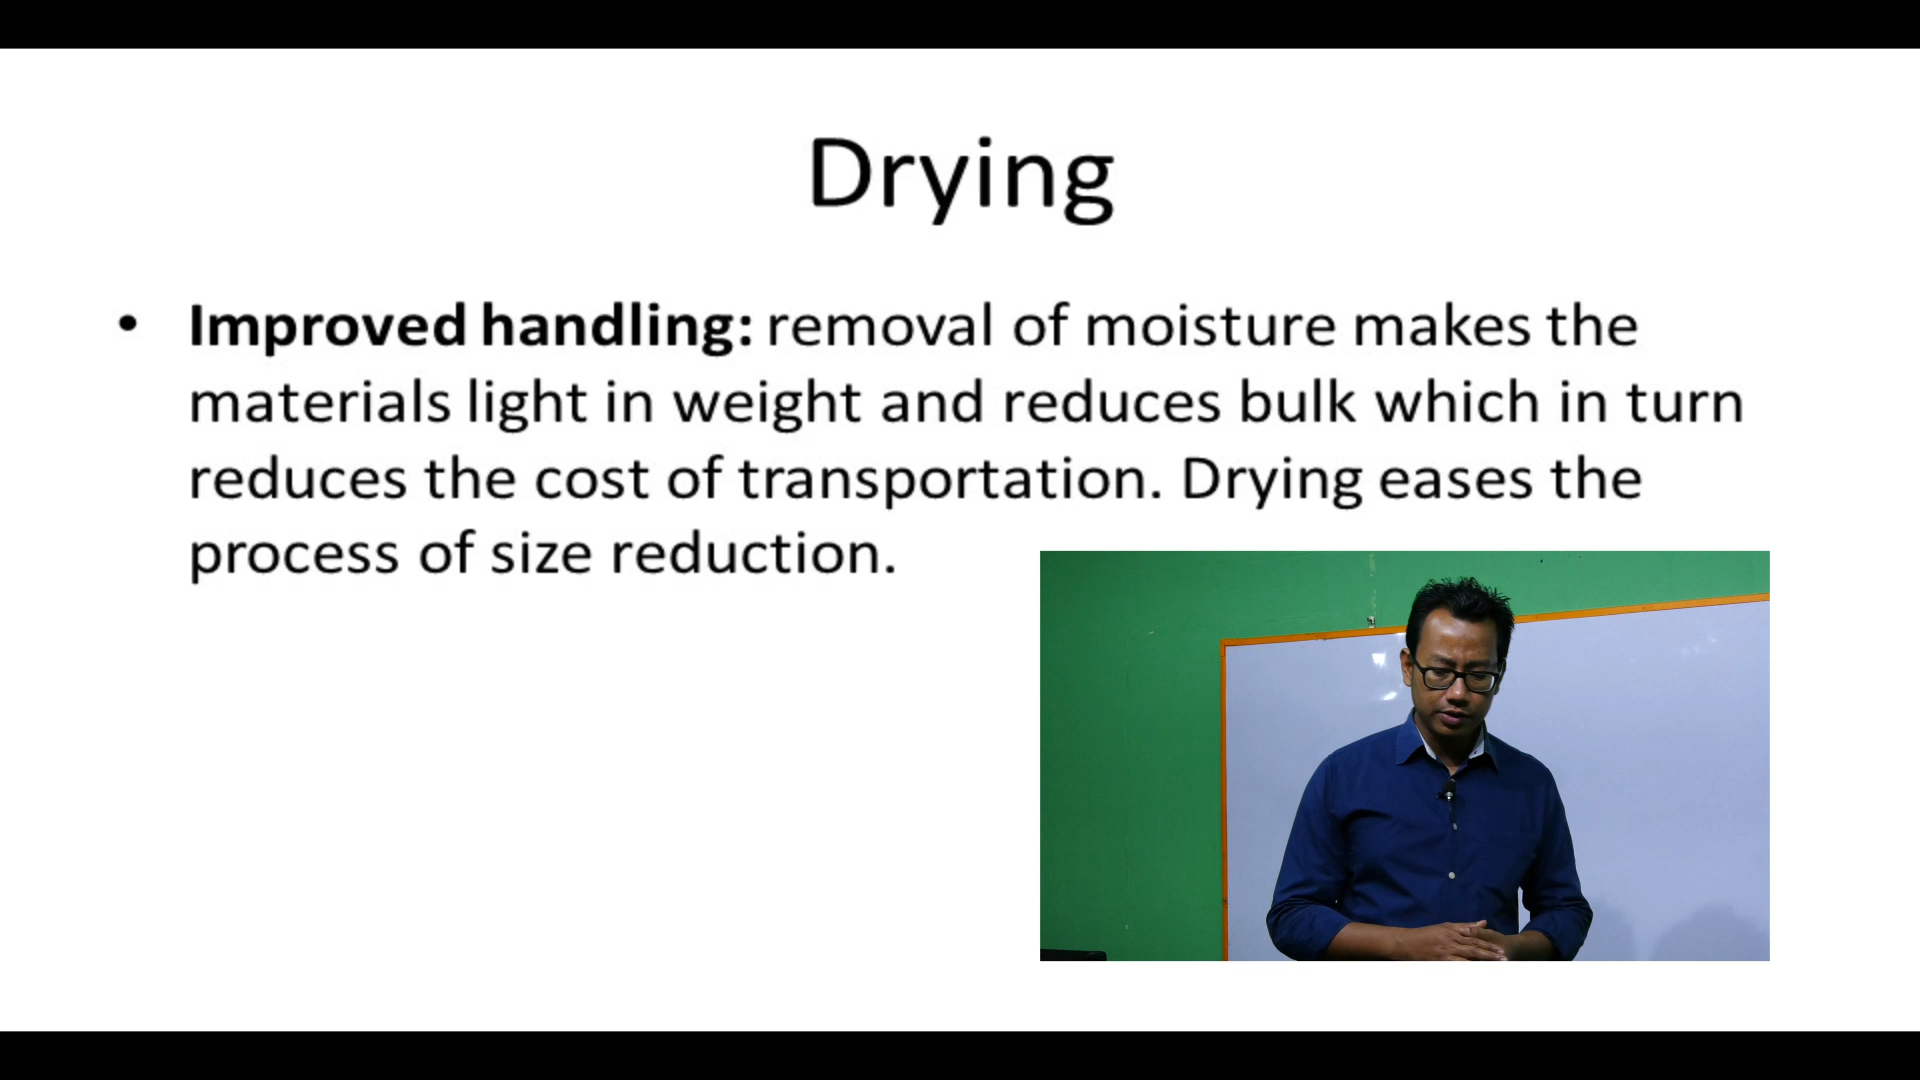 Drying
• Improved handling: removal of moisture makes the
materials light in weight and reduces bulk which in turn
reduces the cost of transportation. Drying eases the
process of size reduction.